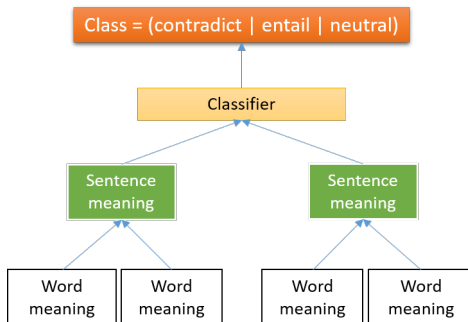 Class = (contradict | entail | neutral)
Classifier
Sentence
meaning
Sentence
meaning
Word
meaning
Word
meaning
Word
meaning
Word
meaning